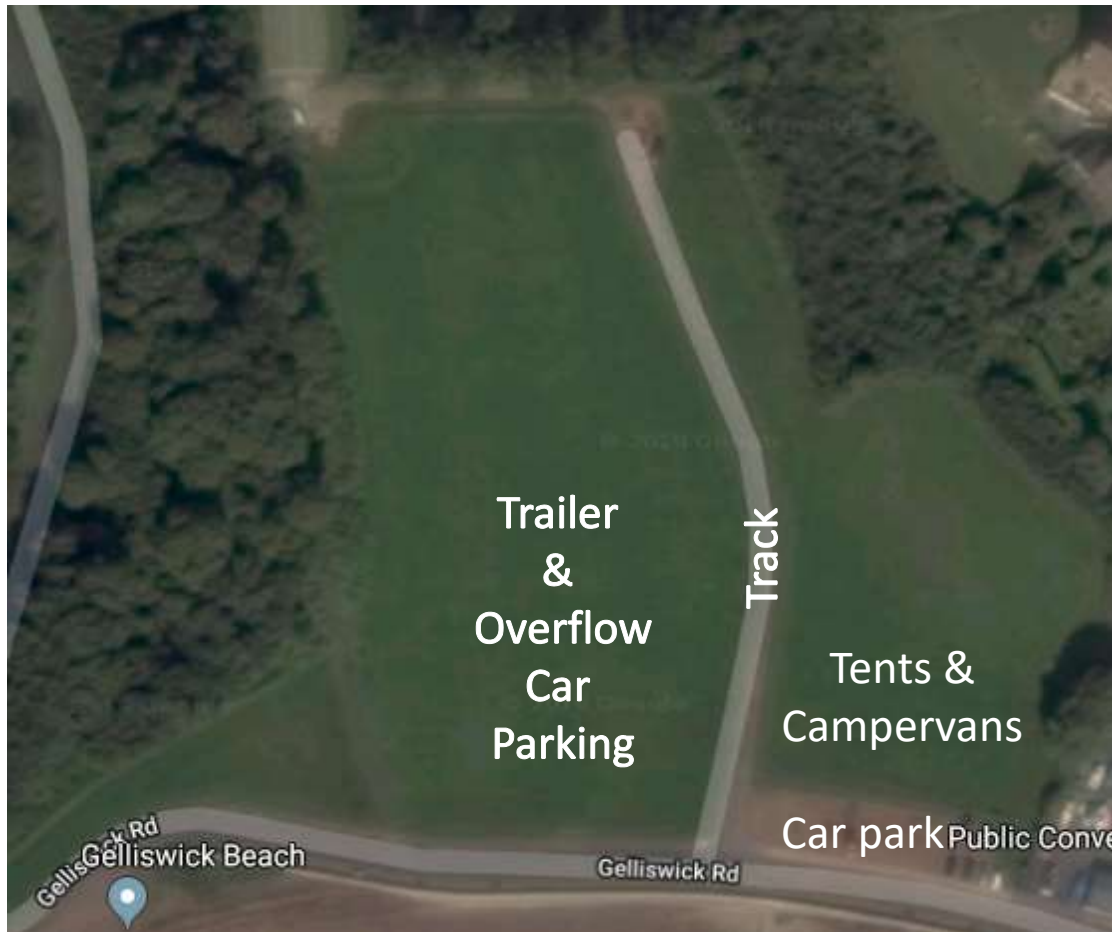 Trailer
&
Overflow
Car
Parking
Track
Tents &
Campervans
Car park
Public Conve
Gelliswick Rd
Gelliswick Beach
Gelliswick Rd